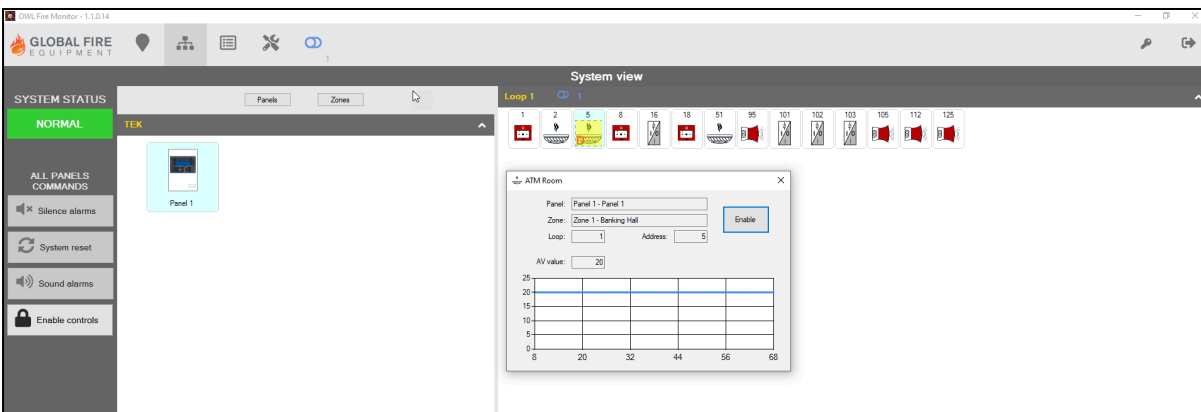 OWL Fire Monitor - 1.1.0.14
GLOBAL FIRE
EQUIPMENT
1
System view
SYSTEM STATUS
NORMAL
ALL PANELS
COMMANDS
Silence alarms
System reset
Sound alarms
Enable controls
Panels
Zones
TEK
Panel 1
Loop 1
1
1
2
5
8
16
18
51
95
101
102
103
105
112
125
ATM Room
Panel: Panel 1 - Panel 1
Zone: Zone 1 - Banking Hall
Enable
Loop: 1 Address: 5
AV value: 20
25
20
15
10
5
0
8 20 32 44 56 68